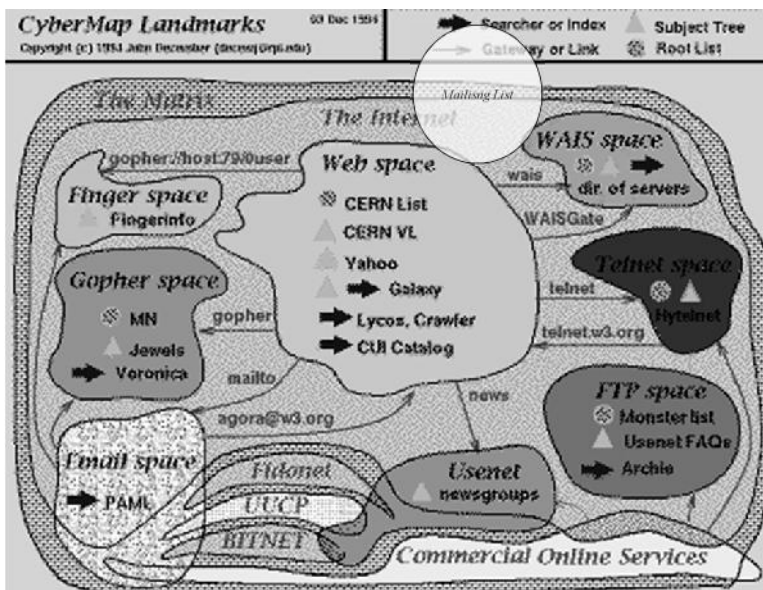 CyberMap Landmarks
03 Dec 1994
Copyright (c) 1994 John December (decemj@rpi.edu)
Searcher or Index
Subject Tree
Gateway or Link
Root List
Mailisng List
The Matrix
The Internet
gopher://host:79/0user
Finger space
Fingerinfo
Web space
CERN List
CERN VL
Yahoo
Galaxy
Lycos, Crawler
CUI Catalog
wais
WAISGate
WAIS space
dir. of servers
Gopher space
MN
Jewels
Veronica
gopher
telnet
telnet.w3.org
Telnet space
Hytelnet
mailto
agora@w3.org
news
FTP space
Monster list
Usenet FAQs
Archie
Email space
PAML
Fidonet
UUCP
BITNET
Usenet
newsgroups
Commercial Online Services